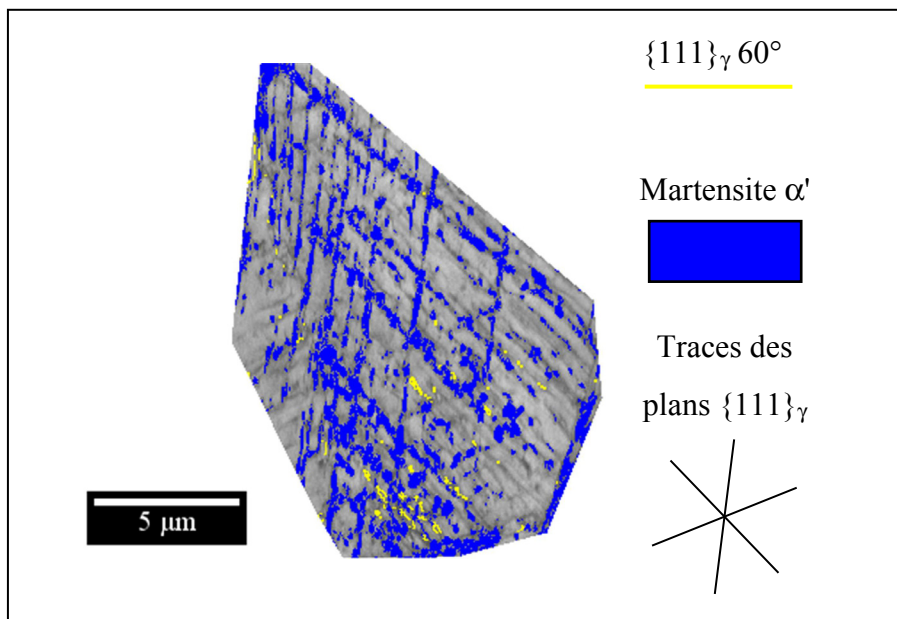 {111}γ 60°
Martensite α'
Traces des
plans {111}γ
5 µm